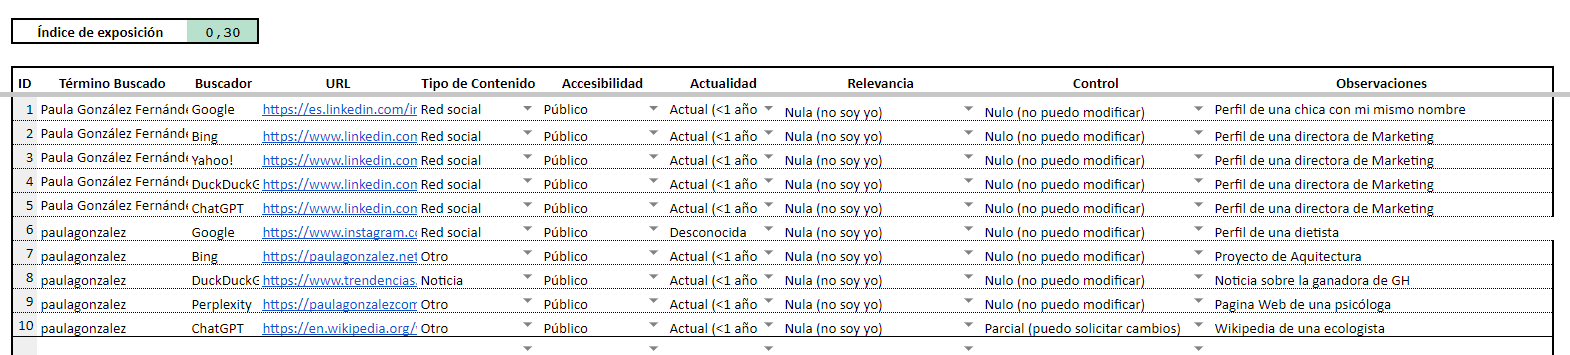 Índice de exposición 0,30
ID Término Buscado Buscador URL Tipo de Contenido Accesibilidad Actualidad Relevancia Control Observaciones
1 Paula González Fernánde Google https://es.linkedin.com/in Red social Público Actual (<1 año Nula (no soy yo) Nulo (no puedo modificar) Perfil de una chica con mi mismo nombre
2 Paula González Fernánde Bing https://www.linkedin.com Red social Público Actual (<1 año Nula (no soy yo) Nulo (no puedo modificar) Perfil de una directora de Marketing
3 Paula González Fernánde Yahoo! https://www.linkedin.com Red social Público Actual (<1 año Nula (no soy yo) Nulo (no puedo modificar) Perfil de una directora de Marketing
4 Paula González Fernánde DuckDuckG https://www.linkedin.com Red social Público Actual (<1 año Nula (no soy yo) Nulo (no puedo modificar) Perfil de una directora de Marketing
5 Paula González Fernánde ChatGPT https://www.linkedin.com Red social Público Actual (<1 año Nula (no soy yo) Nulo (no puedo modificar) Perfil de una directora de Marketing
6 paulagonzalez Google https://www.instagram.co Red social Público Desconocida Nula (no soy yo) Nulo (no puedo modificar) Perfil de una dietista
7 paulagonzalez Bing https://paulagonzalez.net Otro Público Actual (<1 año Nula (no soy yo) Nulo (no puedo modificar) Proyecto de Aquitectura
8 paulagonzalez DuckDuckG https://www.trendencias. Noticia Público Actual (<1 año Nula (no soy yo) Nulo (no puedo modificar) Noticia sobre la ganadora de GH
9 paulagonzalez Perplexity https://paulagonzalezcom Otro Público Actual (<1 año Nula (no soy yo) Nulo (no puedo modificar) Pagina Web de una psicóloga
10 paulagonzalez ChatGPT https://en.wikipedia.org/ Otro Público Actual (<1 año Nula (no soy yo) Parcial (puedo solicitar cambios) Wikipedia de una ecologista